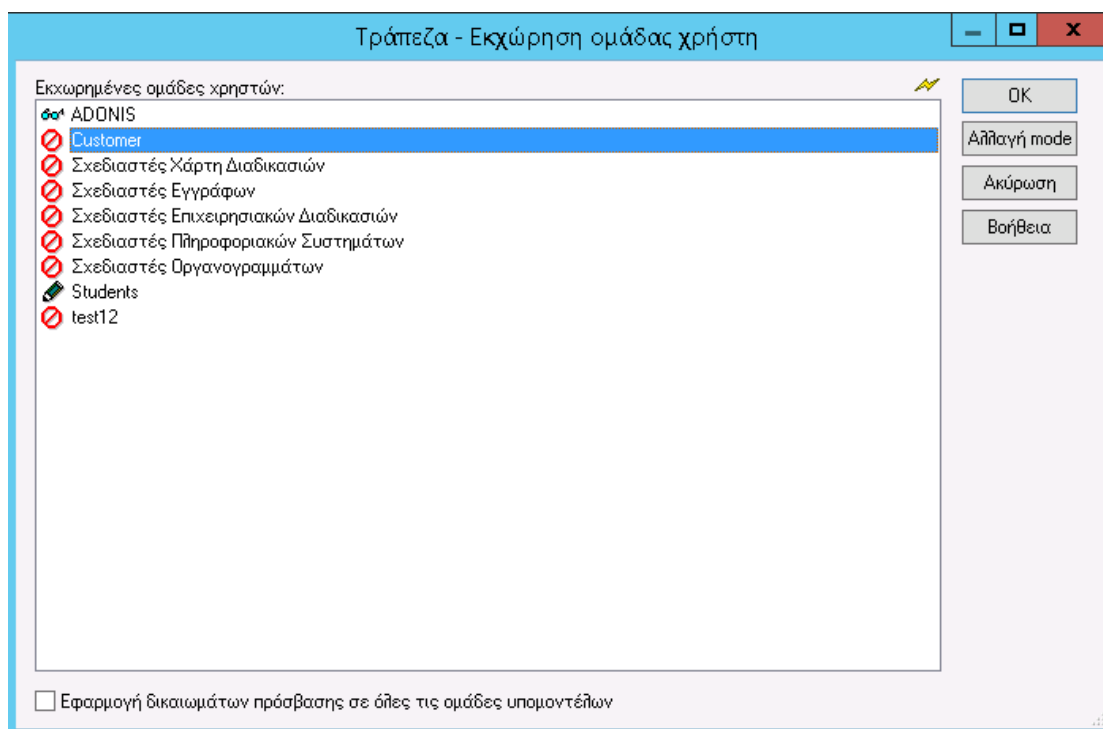 Τράπεζα - Εκχώρηση ομάδας χρήστη
Εκχωρημένες ομάδες χρηστών:
ADONIS
Customer
Σχεδιαστές Χάρτη Διαδικασιών
Σχεδιαστές Εγγράφων
Σχεδιαστές Επιχειρησιακών Διαδικασιών
Σχεδιαστές Πληροφοριακών Συστημάτων
Σχεδιαστές Οργανογραμμάτων
Students
test12
OK
Αλλαγή mode
Ακύρωση
Βοήθεια
Εφαρμογή δικαιωμάτων πρόσβασης σε όλες τις ομάδες υπομοντέλων